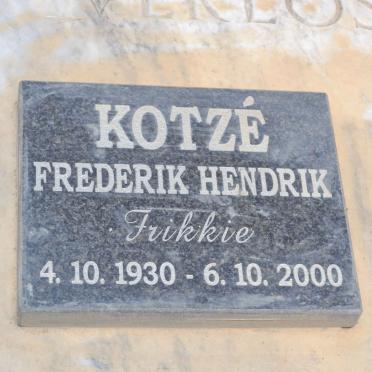 KOTZÉ
FREDERIK HENDRIK
Frikkie
4. 10. 1930 - 6. 10. 2000